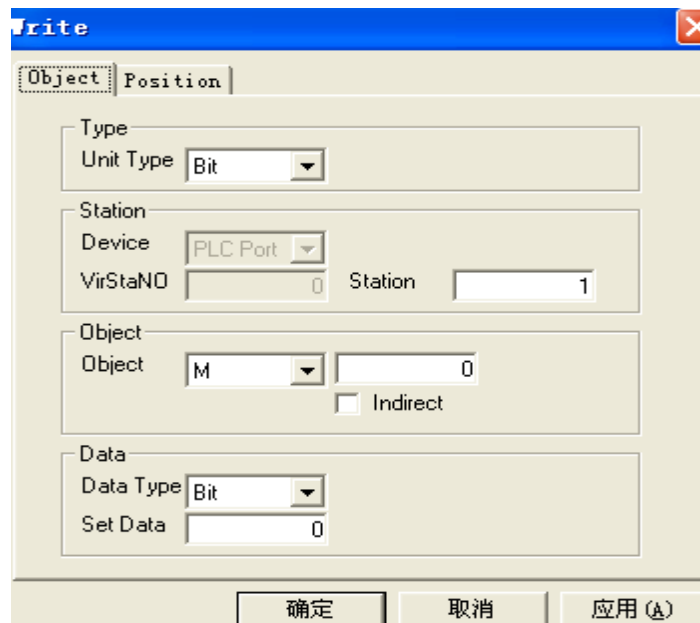 Write
Object Position
Type
Unit Type Bit
Station
Device PLC Port
VirStaNO 0 Station 1
Object
Object M 0
Indirect
Data
Data Type Bit
Set Data 0
确定 取消 应用(A)